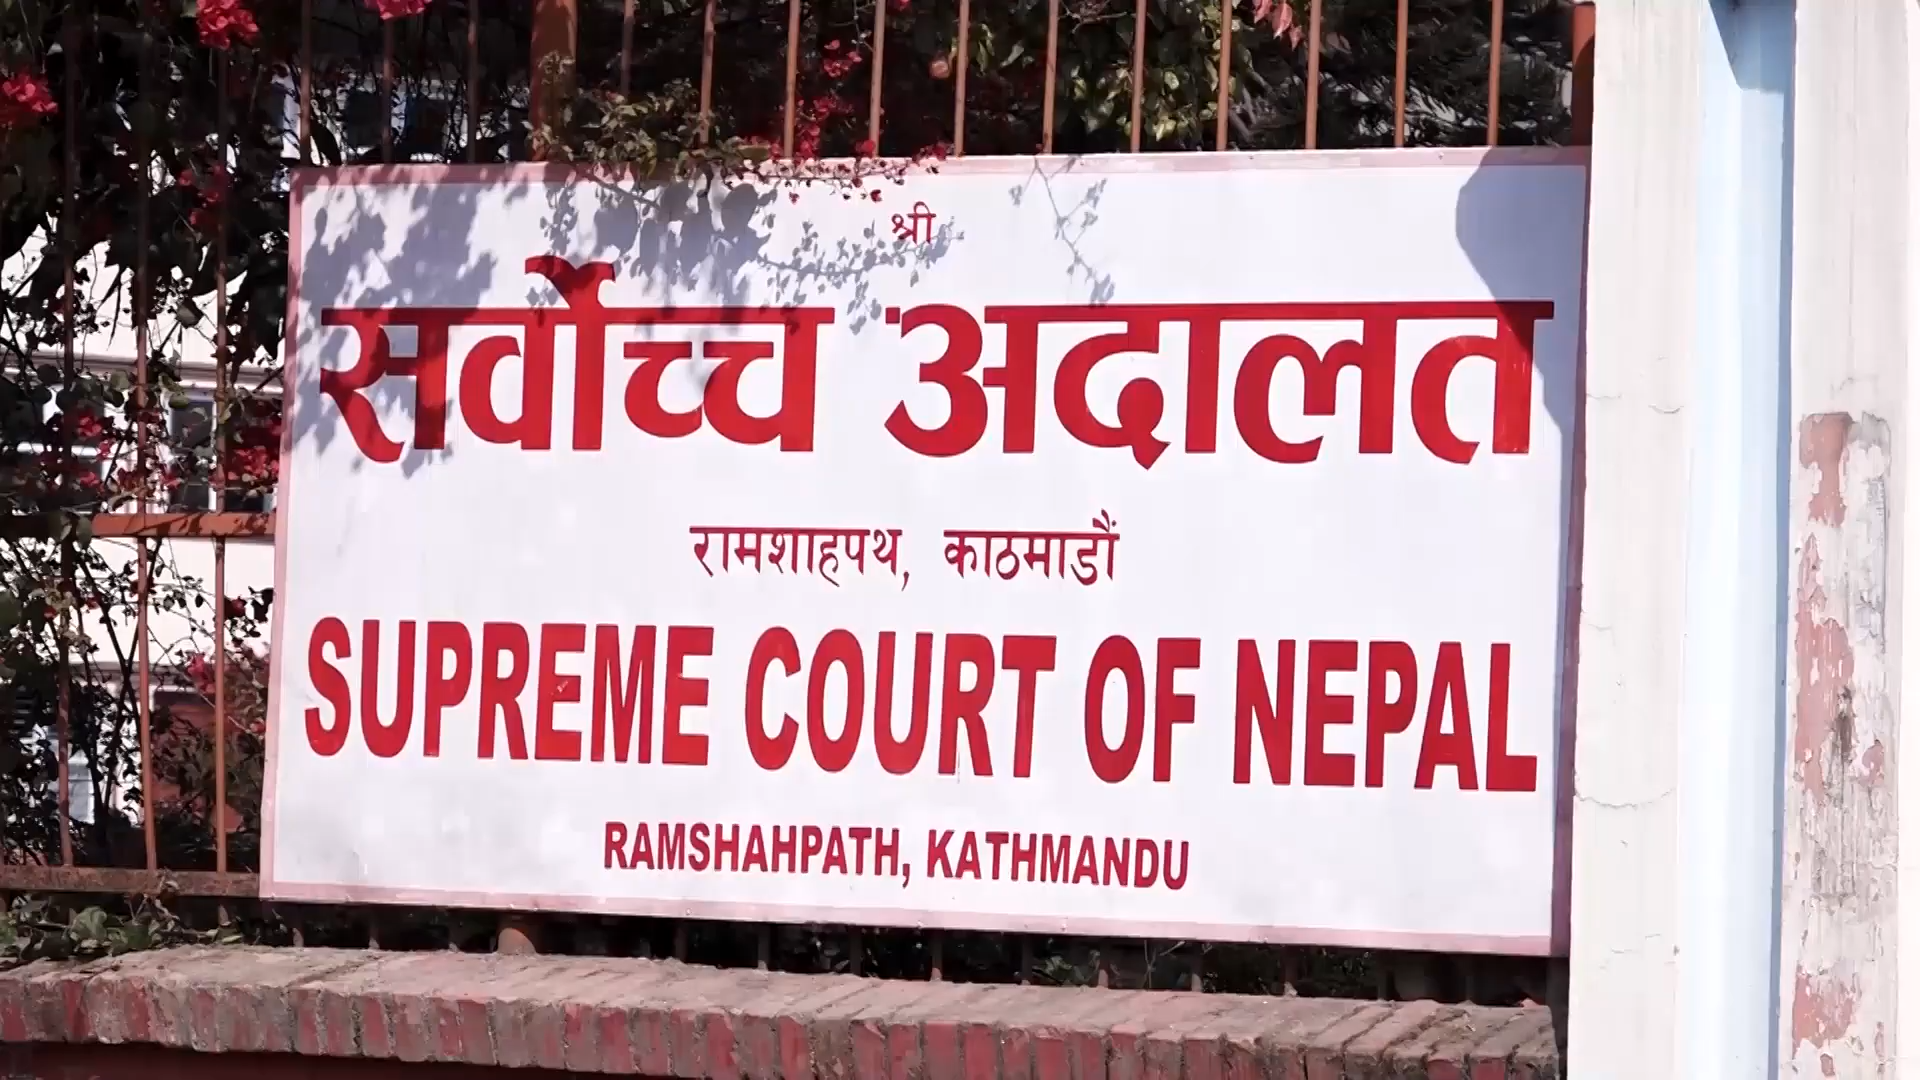 श्री
सर्वोच्च अदालत
रामशाहपथ, काठमाडौं
SUPREME COURT OF NEPAL
RAMSHAHPATH, KATHMANDU